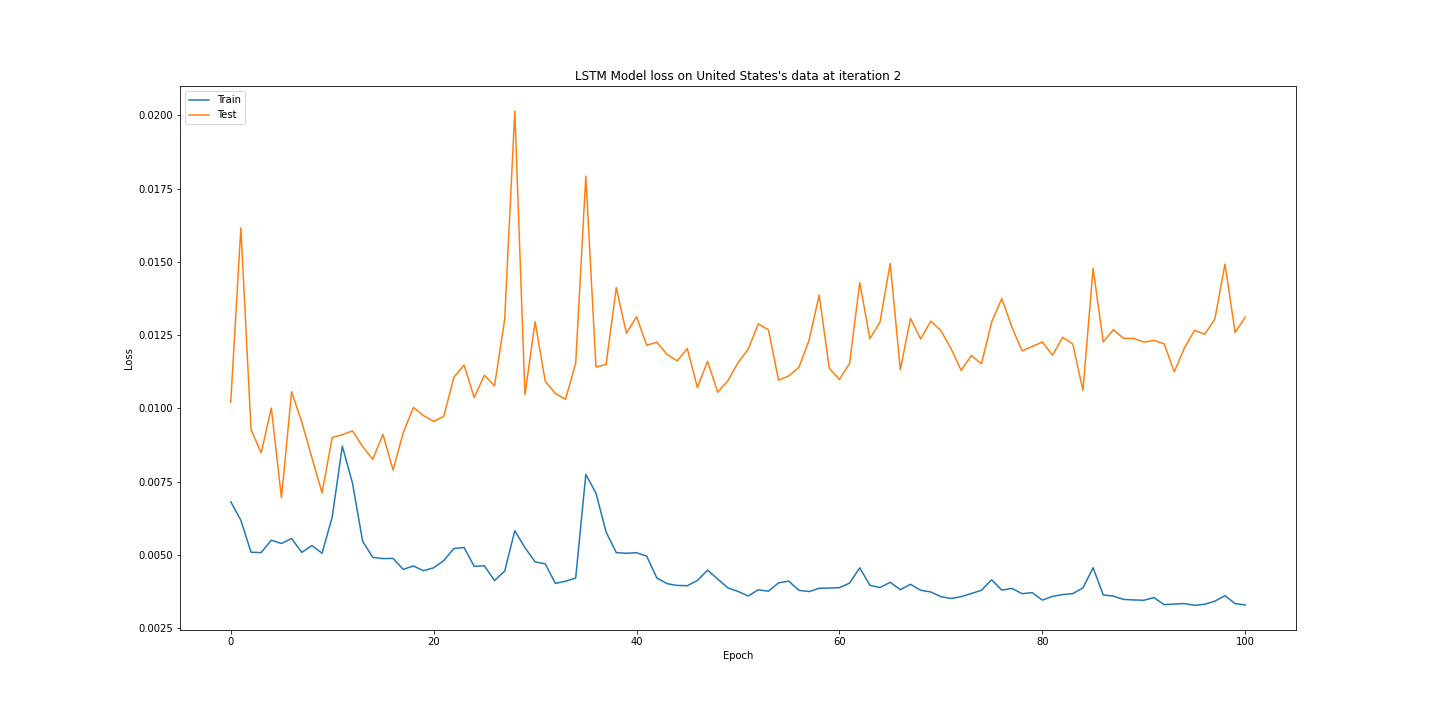 LSTM Model loss on United States's data at iteration 2
Train
Test
0.0200
0.0175
0.0150
0.0125
0.0100
0.0075
0.0050
0.0025
Loss
0 20 40 60 80 100
Epoch